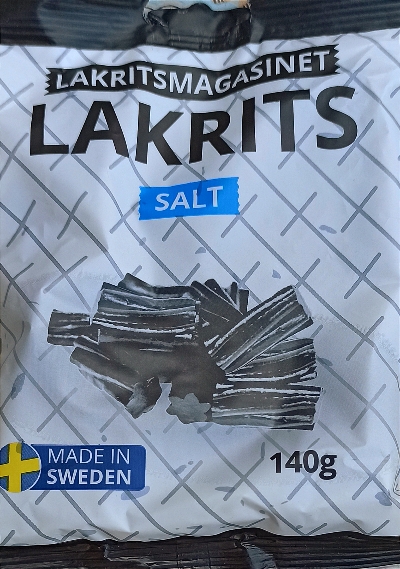 LAKRITSMAGASINET
LAKRITS
SALT
MADE IN
SWEDEN
140g